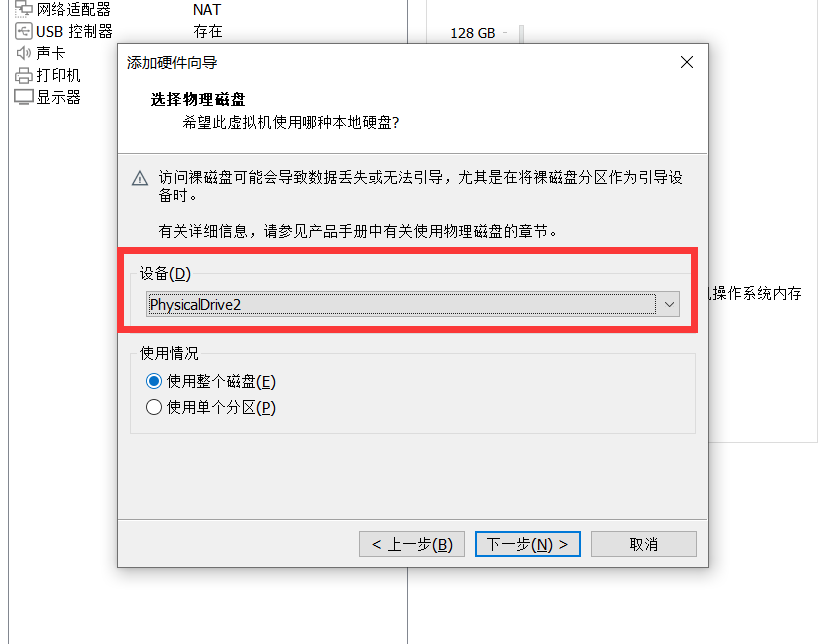 网络适配器 NAT
USB 控制器 存在
声卡
打印机
显示器
128 GB
添加硬件向导
选择物理磁盘
希望此虚拟机使用哪种本地硬盘?
访问裸磁盘可能会导致数据丢失或无法引导，尤其是在将裸磁盘分区作为引导设
备时。
有关详细信息，请参见产品手册中有关使用物理磁盘的章节。
设备(D)
PhysicalDrive2
操作系统内存
使用情况
使用整个磁盘(E)
使用单个分区(P)
< 上一步(B) 下一步(N) > 取消